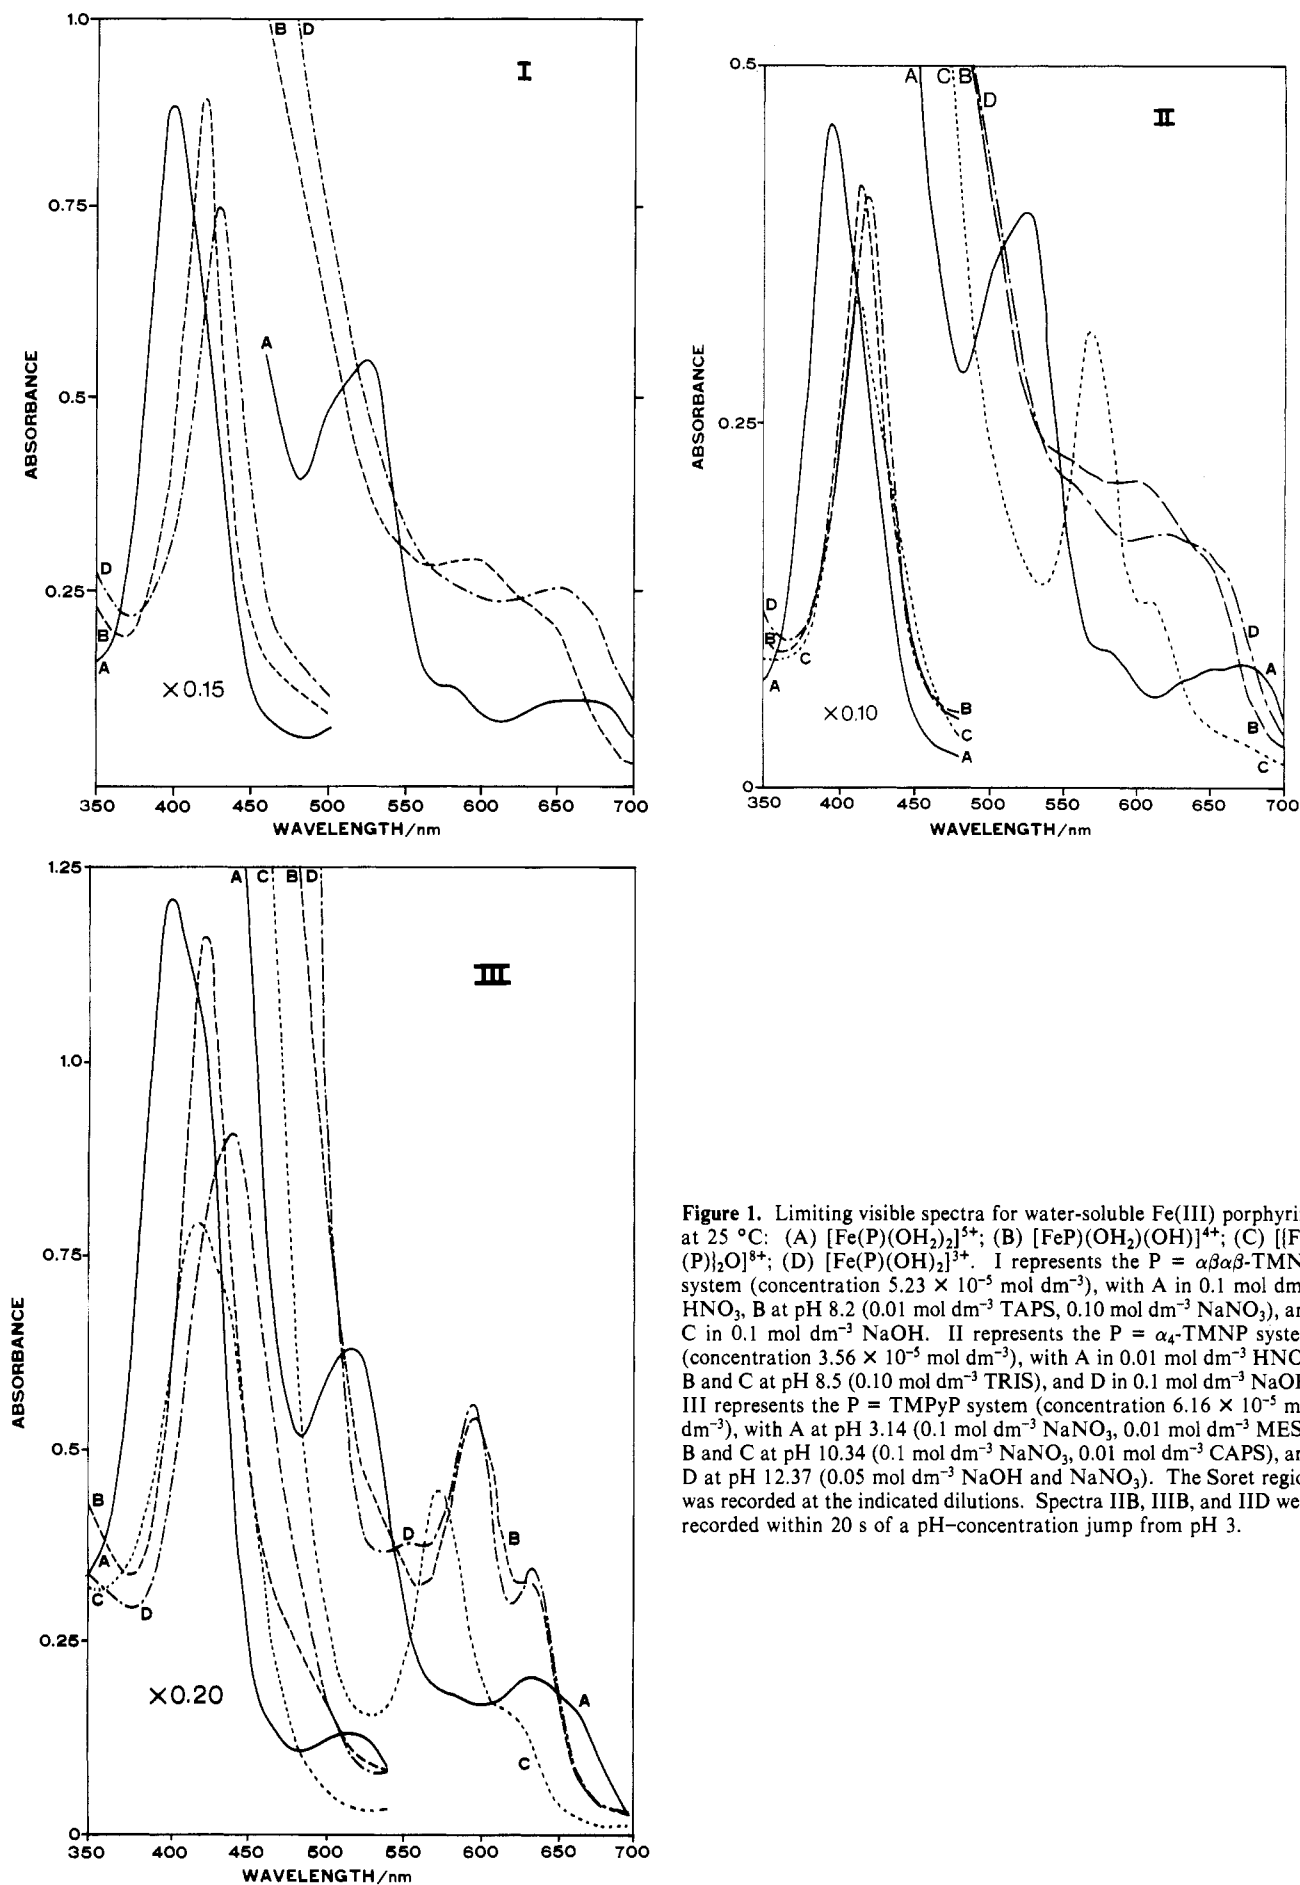 1.0
B D
I
0.75
ABSORBANCE
A
0.5
D
0.25
B
A
×0.15
350 400 450 500 550 600 650 700
WAVELENGTH/nm
0.5
A C B
D
II
ABSORBANCE
0.25
D
B
C
A
×0.10
B
C
A
D
A
B
C
0
350 400 450 500 550 600 650 700
WAVELENGTH/nm
1.25
A C B D
III
1.0
ABSORBANCE
0.75
0.5
B
D
B
A
C
D
0.25
×0.20
A
C
0
350 400 450 500 550 600 650 700
WAVELENGTH/nm
Figure 1. Limiting visible spectra for water-soluble Fe(III)
at 25 °C: (A) [Fe(P)(OH₂)₂]⁵⁺; (B) [FeP)(OH₂)(OH)]⁴⁺; (C)
(P)}₂O]⁸⁺; (D) [Fe(P)(OH)₂]³⁺. I represents the P = αβαβ-
system (concentration 5.23 × 10⁻⁵ mol dm⁻³), with A in 0.1 mol
HNO₃, B at pH 8.2 (0.01 mol dm⁻³ TAPS, 0.10 mol dm⁻³ NaNO₃),
C in 0.1 mol dm⁻³ NaOH. II represents the P = α₄-TMNP
(concentration 3.56 × 10⁻⁵ mol dm⁻³), with A in 0.01 mol dm⁻³
B and C at pH 8.5 (0.10 mol dm⁻³ TRIS), and D in 0.1 mol dm⁻³
III represents the P = TMPyP system (concentration 6.16 × 10⁻⁵
dm⁻³), with A at pH 3.14 (0.1 mol dm⁻³ NaNO₃, 0.01 mol dm⁻³
B and C at pH 10.34 (0.1 mol dm⁻³ NaNO₃, 0.01 mol dm⁻³ CAPS),
D at pH 12.37 (0.05 mol dm⁻³ NaOH and NaNO₃). The Soret
was recorded at the indicated dilutions. Spectra IIB, IIIB, and IID
recorded within 20 s of a pH–concentration jump from pH 3.